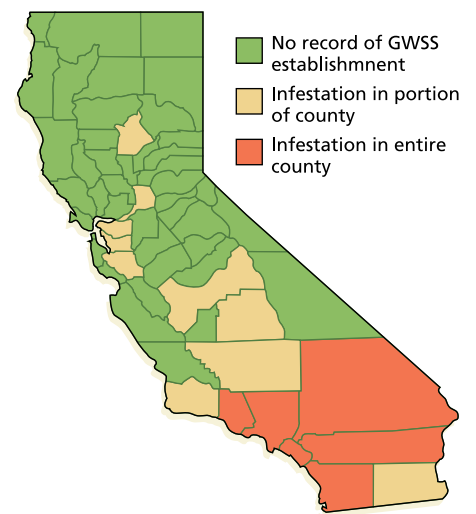 No record of GWSS
establishmnent
Infestation in portion
of county
Infestation in entire
county